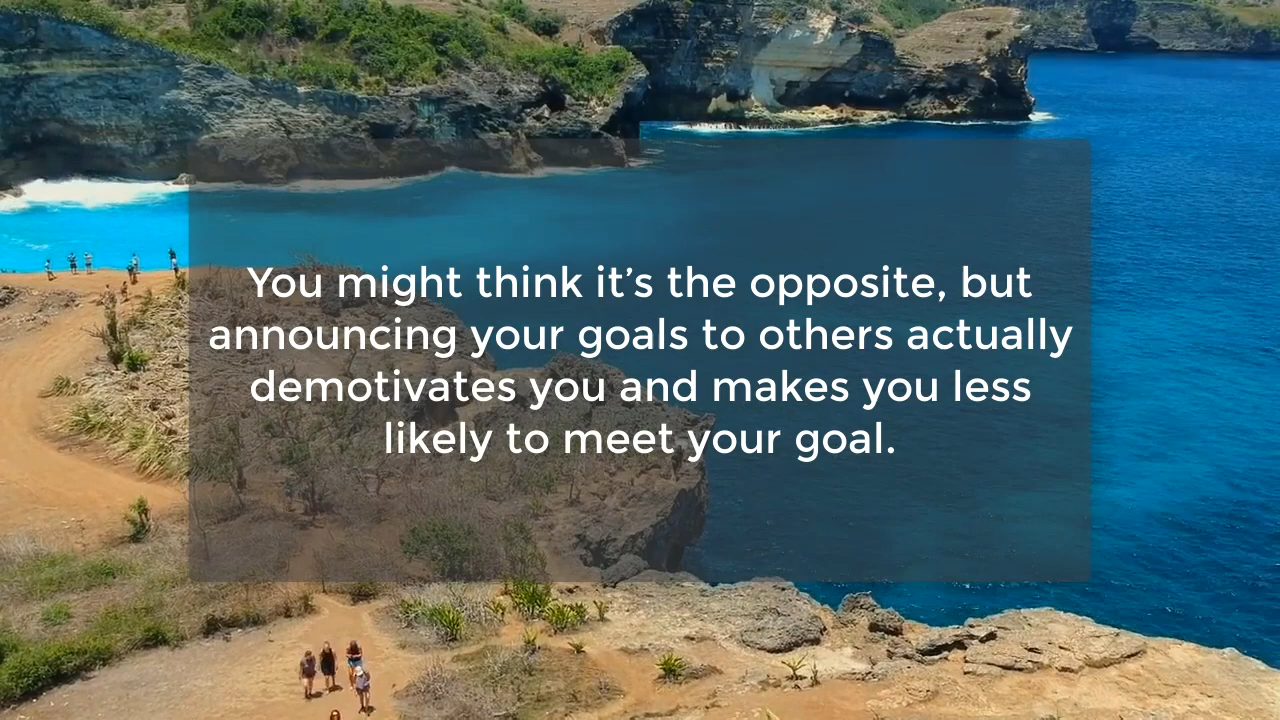 You might think it’s the opposite, but
announcing your goals to others actually
demotivates you and makes you less
likely to meet your goal.